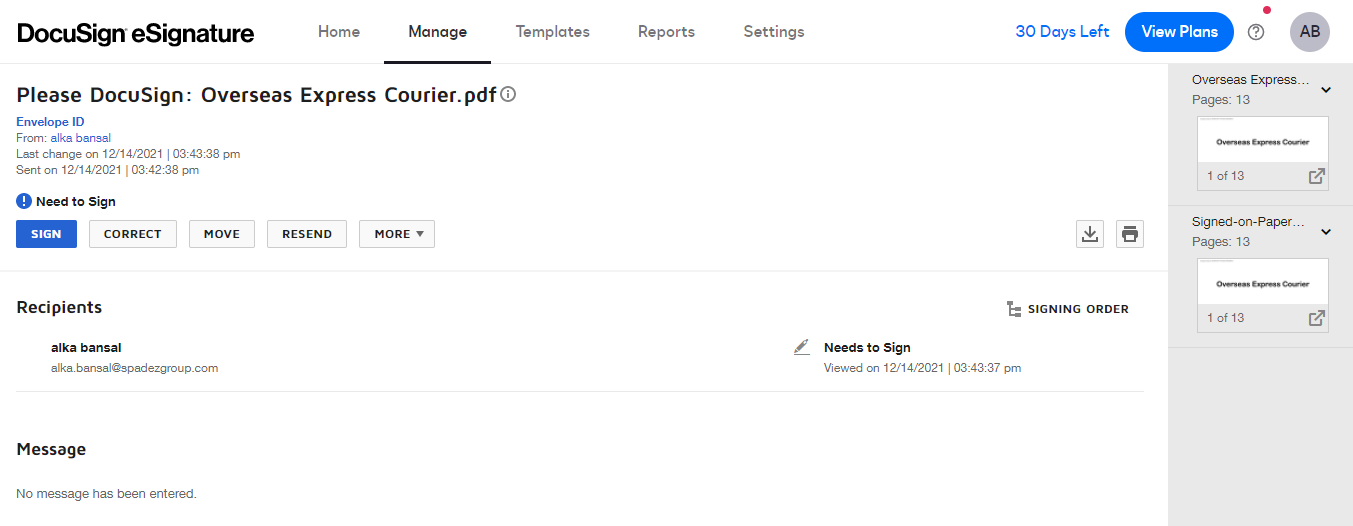 DocuSign eSignature
Home
Manage
Templates
Reports
Settings
30 Days Left
View Plans
AB
Please DocuSign: Overseas Express Courier.pdf
Envelope ID
From: alka bansal
Last change on 12/14/2021 | 03:43:38 pm
Sent on 12/14/2021 | 03:42:38 pm
Need to Sign
SIGN
CORRECT
MOVE
RESEND
MORE
Recipients
SIGNING ORDER
alka bansal
alka.bansal@spadezgroup.com
Needs to Sign
Viewed on 12/14/2021 | 03:43:37 pm
Message
No message has been entered.
Overseas Express...
Pages: 13
Overseas Express Courier
1 of 13
Signed-on-Paper...
Pages: 13
Overseas Express Courier
1 of 13